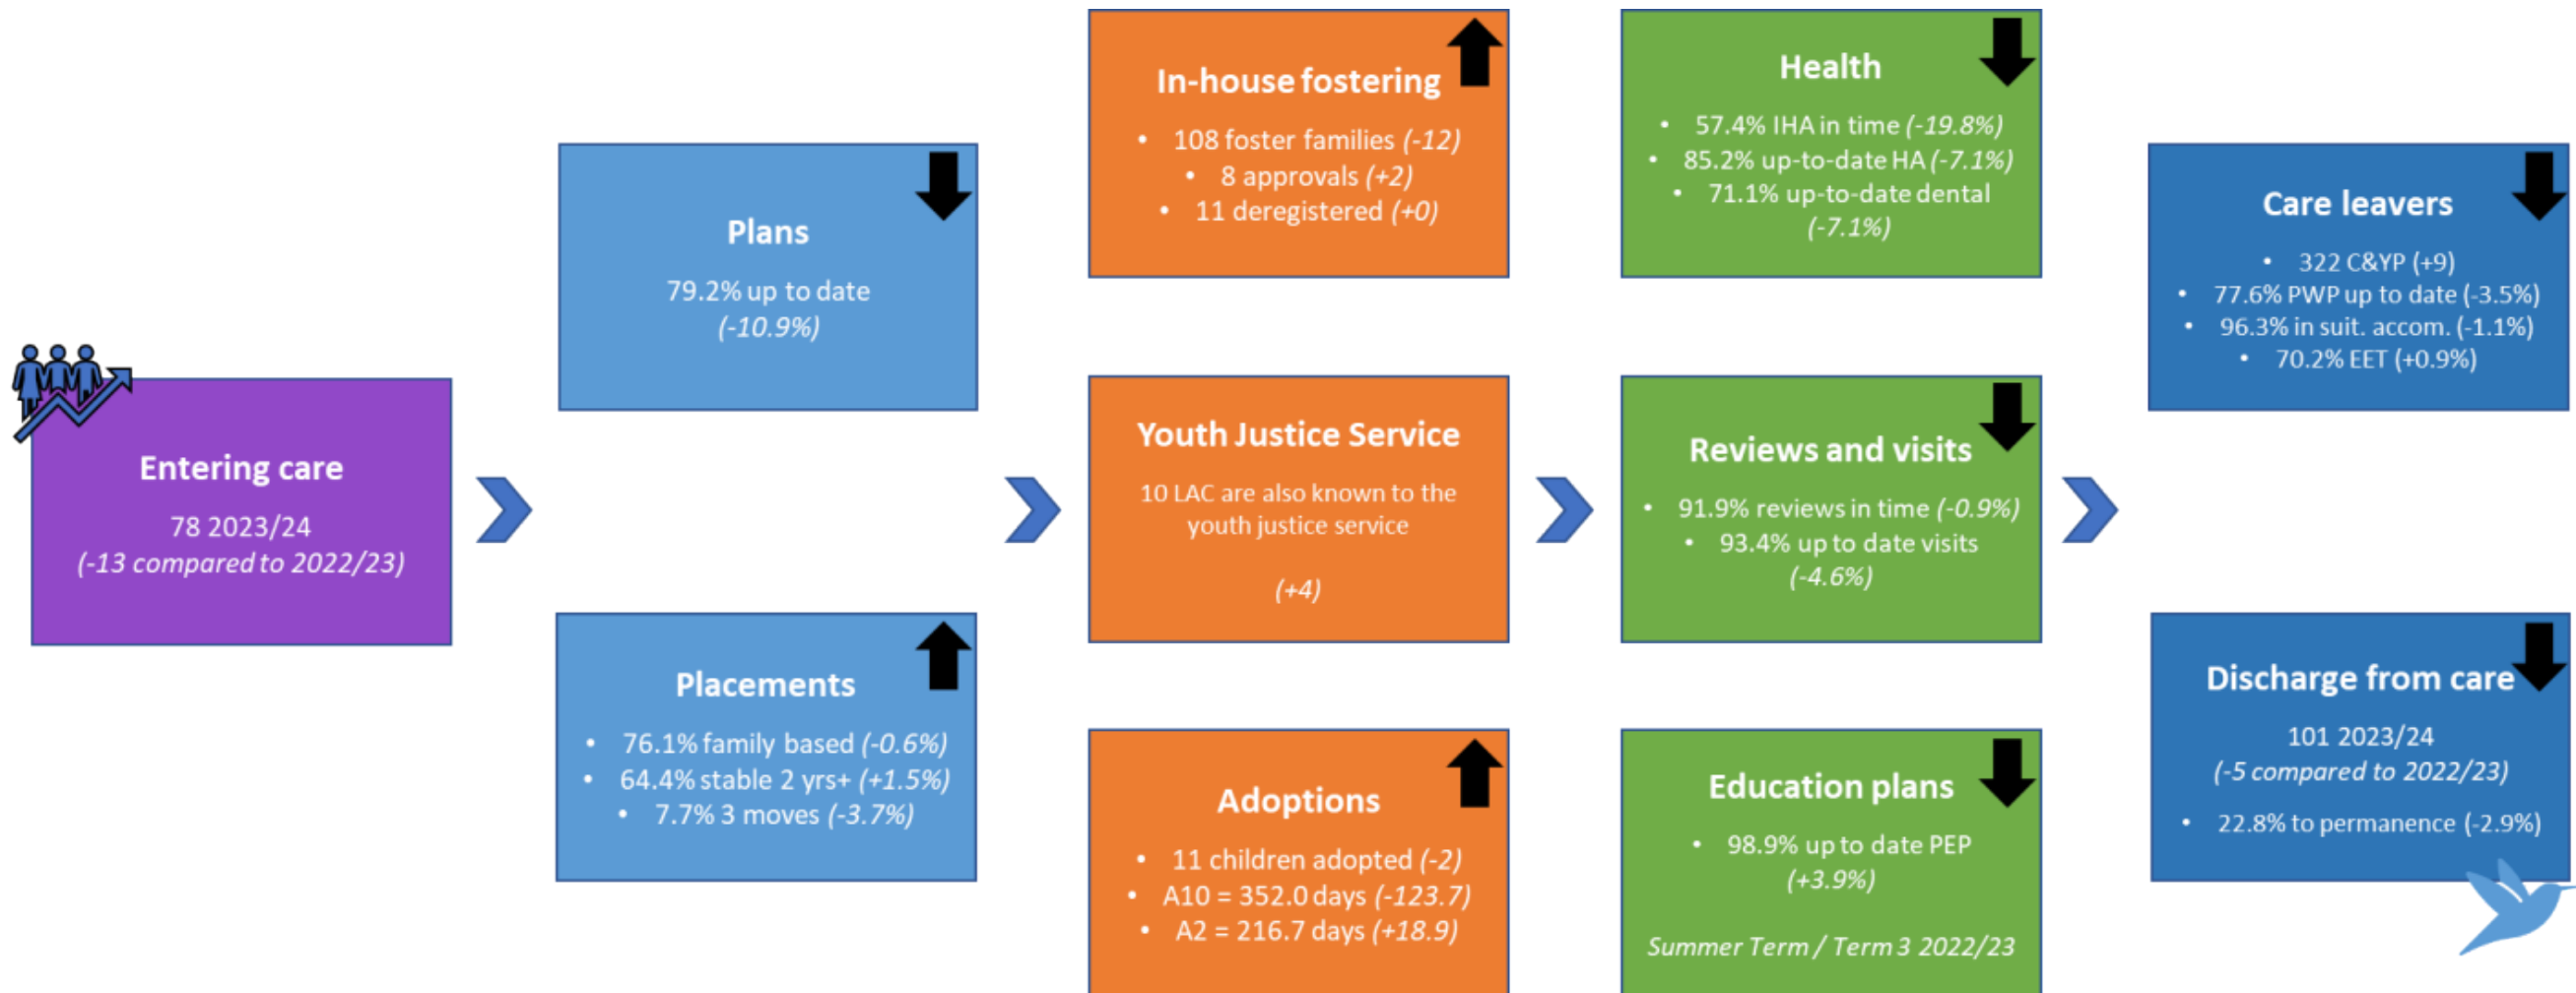 Entering care
78 2023/24
(-13 compared to 2022/23)
Plans
79.2% up to date
(-10.9%)
Placements
• 76.1% family based (-0.6%)
• 64.4% stable 2 yrs+ (+1.5%)
• 7.7% 3 moves (-3.7%)
In-house fostering
• 108 foster families (-12)
• 8 approvals (+2)
• 11 deregistered (+0)
Youth Justice Service
10 LAC are also known to the
youth justice service
(+4)
Adoptions
• 11 children adopted (-2)
• A10 = 352.0 days (-123.7)
• A2 = 216.7 days (+18.9)
Health
• 57.4% IHA in time (-19.8%)
• 85.2% up-to-date HA (-7.1%)
• 71.1% up-to-date dental
(-7.1%)
Reviews and visits
• 91.9% reviews in time (-0.9%)
• 93.4% up to date visits
(-4.6%)
Education plans
• 98.9% up to date PEP
(+3.9%)
Summer Term / Term 3 2022/23
Care leavers
• 322 C&YP (+9)
• 77.6% PWP up to date (-3.5%)
• 96.3% in suit. accom. (-1.1%)
• 70.2% EET (+0.9%)
Discharge from care
101 2023/24
(-5 compared to 2022/23)
• 22.8% to permanence (-2.9%)